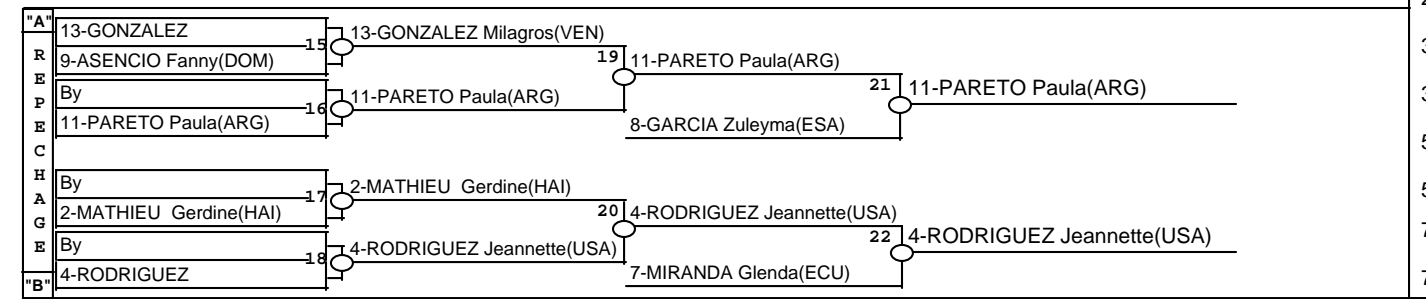 "A"
R
E
P
E
C
H
A
G
E
"B"
13-GONZALEZ
9-ASENCIO Fanny(DOM)
By
11-PARETO Paula(ARG)
By
2-MATHIEU Gerdine(HAI)
By
4-RODRIGUEZ
15
16
17
18
13-GONZALEZ Milagros(VEN)
11-PARETO Paula(ARG)
2-MATHIEU Gerdine(HAI)
4-RODRIGUEZ Jeannette(USA)
19
20
11-PARETO Paula(ARG)
8-GARCIA Zuleyma(ESA)
4-RODRIGUEZ Jeannette(USA)
7-MIRANDA Glenda(ECU)
21
22
11-PARETO Paula(ARG)
4-RODRIGUEZ Jeannette(USA)